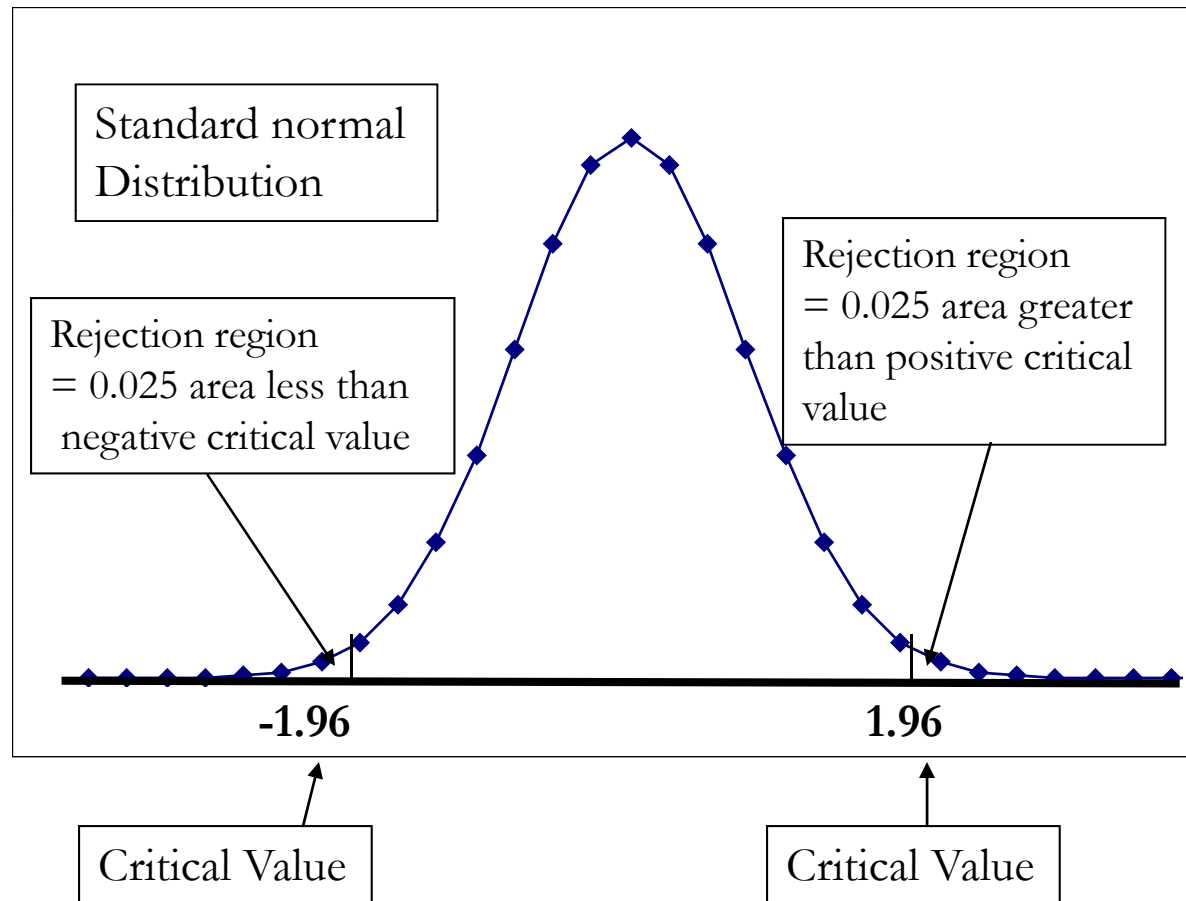 Standard normal
Distribution
Rejection region
= 0.025 area less than
negative critical value
Rejection region
= 0.025 area greater
than positive critical
value
-1.96
1.96
Critical Value
Critical Value